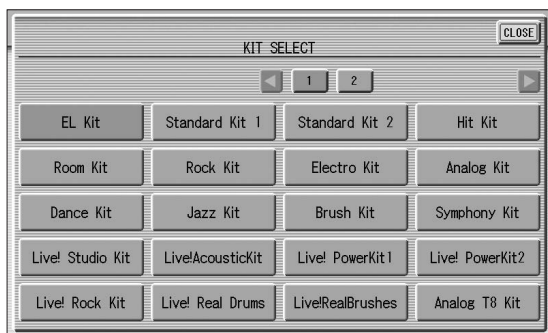 CLOSE
KIT SELECT
1 2
EL Kit Standard Kit 1 Standard Kit 2 Hit Kit
Room Kit Rock Kit Electro Kit Analog Kit
Dance Kit Jazz Kit Brush Kit Symphony Kit
Live! Studio Kit Live!AcousticKit Live! PowerKit1 Live! PowerKit2
Live! Rock Kit Live! Real Drums Live!RealBrushes Analog T8 Kit